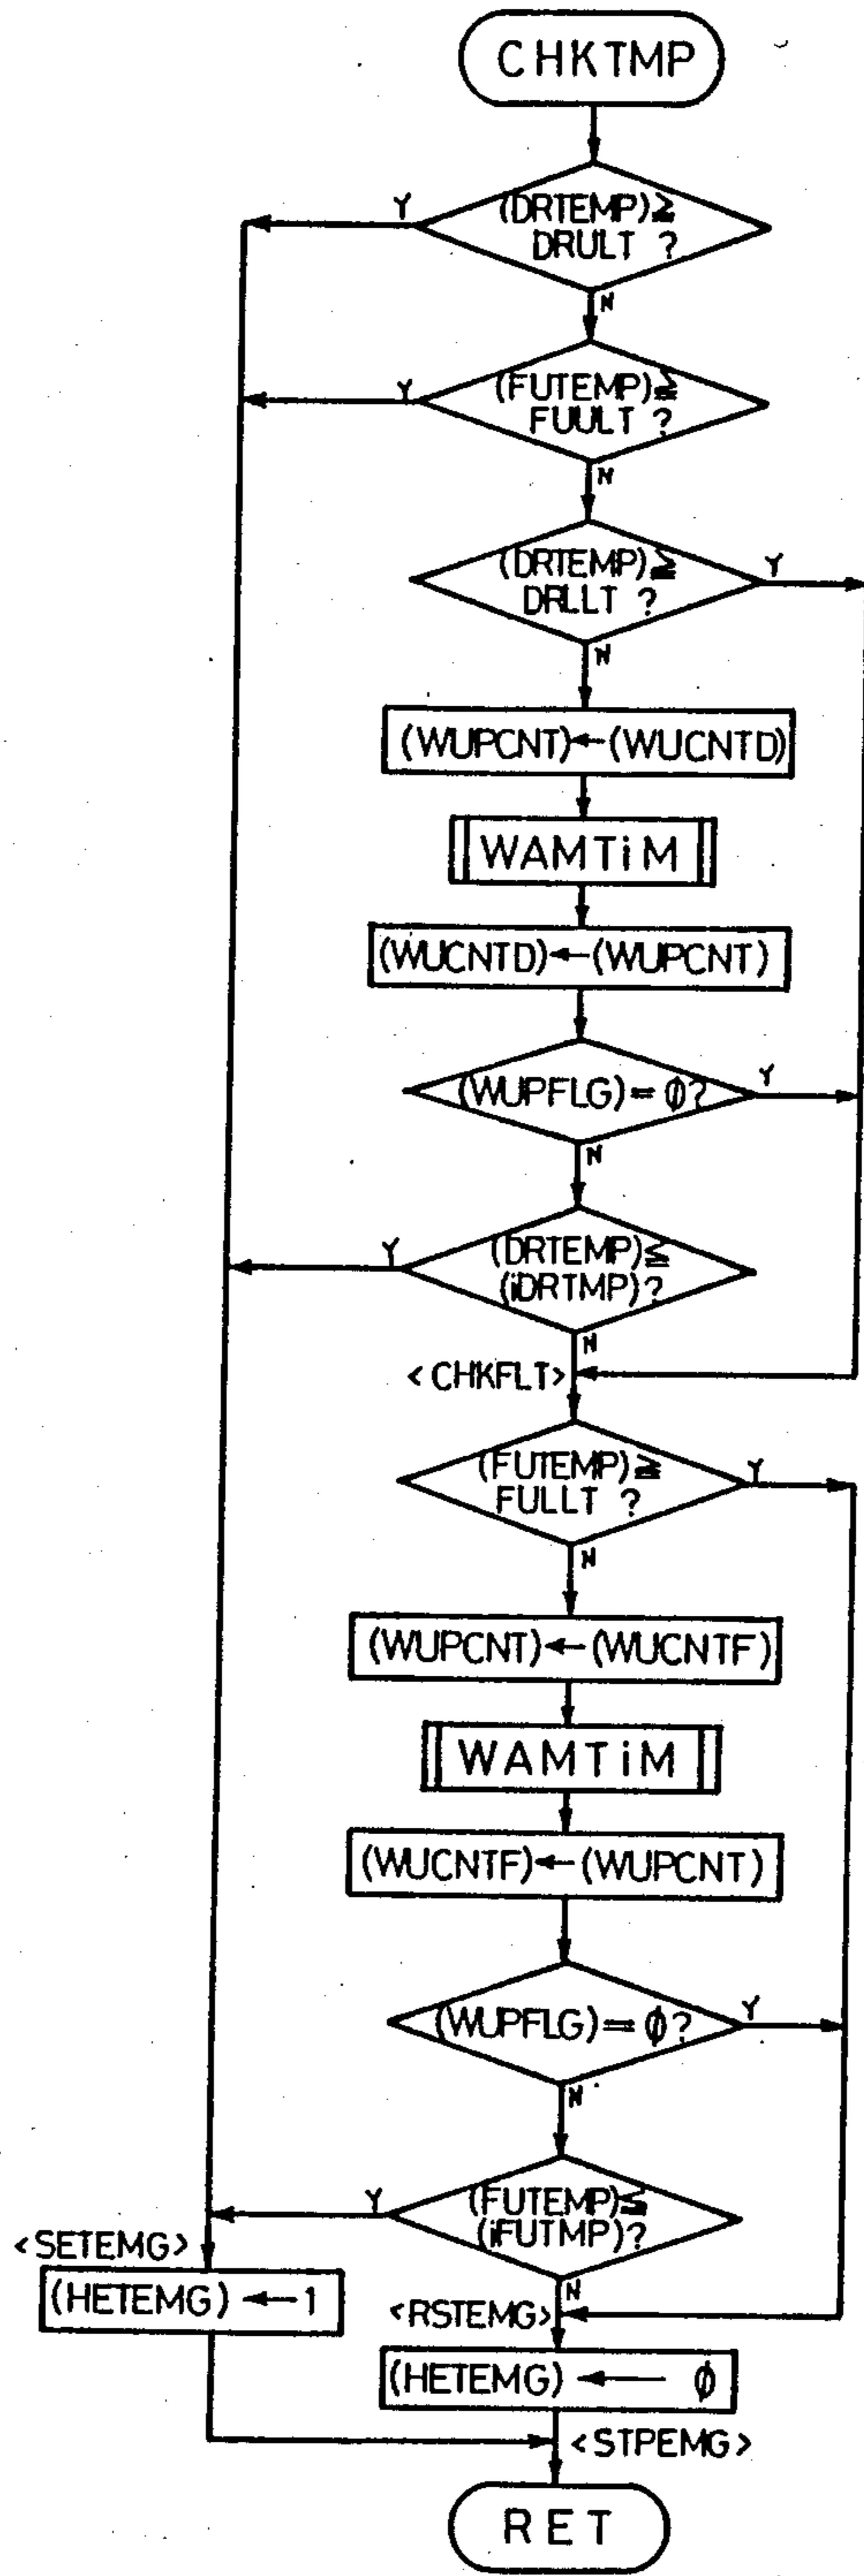 CHKTMP
Y
(DRTEMP)≧
DRULT ?
N
Y
(FUTEMP)≧
FUULT ?
N
(DRTEMP)≧
DRLLT ?
Y
N
(WUPCNT)←(WUCNTD)
WAMTiM
(WUCNTD)←(WUPCNT)
(WUPFLG)=φ?
Y
N
Y
(DRTEMP)≦
(iDRTMP)?
N
<CHKFLT>
(FUTEMP)≧
FULLT ?
Y
N
(WUPCNT)←(WUCNTF)
WAMTiM
(WUCNTF)←(WUPCNT)
(WUPFLG)=φ?
Y
N
Y
(FUTEMP)≦
(iFUTMP)?
N
<SETEMG>
(HETEMG)←1
<RSTEMG>
(HETEMG)← φ
<STPEMG>
RET